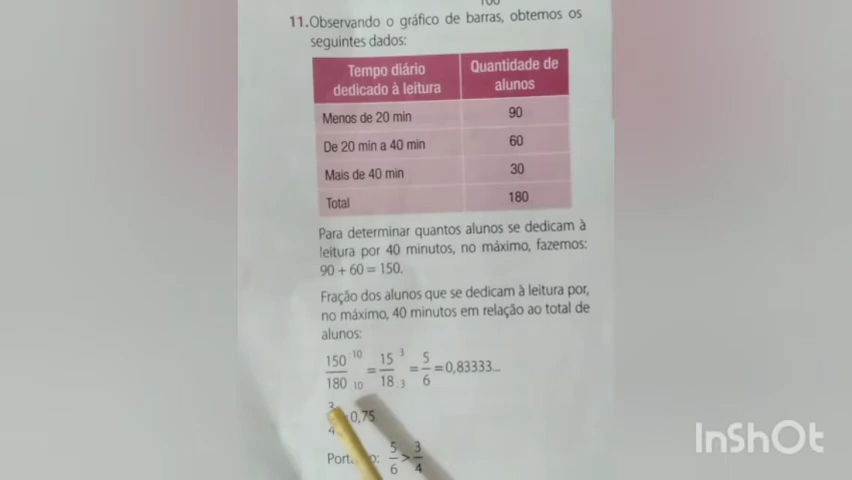 11.Observando o gráfico de barras, obtemos os
seguintes dados:
Tempo diário dedicado à leitura Quantidade de alunos
Menos de 20 min 90
De 20 min a 40 min 60
Mais de 40 min 30
Total 180
Para determinar quantos alunos se dedicam à
leitura por 40 minutos, no máximo, fazemos:
90 + 60 = 150.
Fração dos alunos que se dedicam à leitura por,
no máximo, 40 minutos em relação ao total de
alunos:
150/180 10/10 = 15/18 3/3 = 5/6 = 0,83333...
0,75
5/6 > 3/4
InShOt